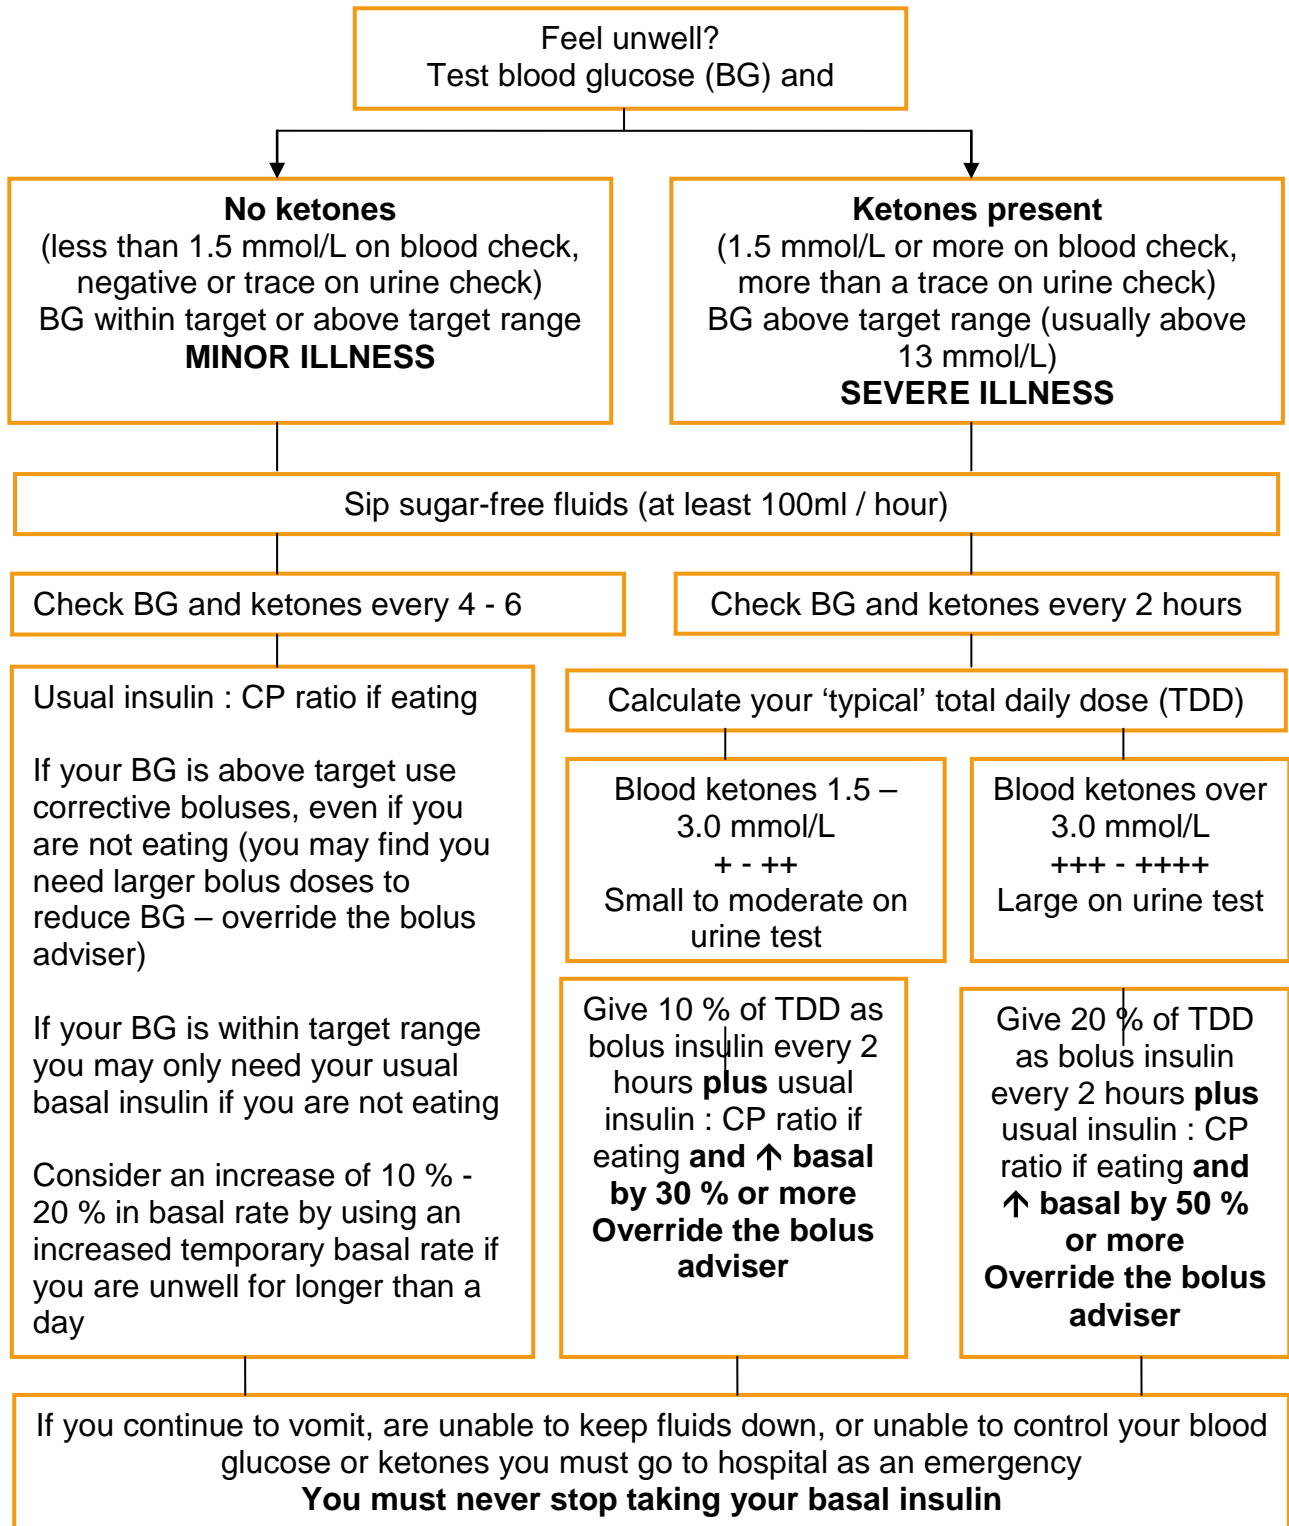 Feel unwell?
Test blood glucose (BG) and
No ketones
(less than 1.5 mmol/L on blood check,
negative or trace on urine check)
BG within target or above target range
MINOR ILLNESS
Ketones present
(1.5 mmol/L or more on blood check,
more than a trace on urine check)
BG above target range (usually above
13 mmol/L)
SEVERE ILLNESS
Sip sugar-free fluids (at least 100ml / hour)
Check BG and ketones every 4 - 6
Check BG and ketones every 2 hours
Usual insulin : CP ratio if eating
If your BG is above target use
corrective boluses, even if you
are not eating (you may find you
need larger bolus doses to
reduce BG – override the bolus
adviser)
If your BG is within target range
you may only need your usual
basal insulin if you are not eating
Consider an increase of 10 % -
20 % in basal rate by using an
increased temporary basal rate if
you are unwell for longer than a
day
Calculate your ‘typical’ total daily dose (TDD)
Blood ketones 1.5 –
3.0 mmol/L
+ - ++
Small to moderate on
urine test
Blood ketones over
3.0 mmol/L
+++ - ++++
Large on urine test
Give 10 % of TDD as
bolus insulin every 2
hours plus usual
insulin : CP ratio if
eating and ↑ basal
by 30 % or more
Override the bolus
adviser
Give 20 % of TDD
as bolus insulin
every 2 hours plus
usual insulin : CP
ratio if eating and
↑ basal by 50 %
or more
Override the bolus
adviser
If you continue to vomit, are unable to keep fluids down, or unable to control your blood
glucose or ketones you must go to hospital as an emergency
You must never stop taking your basal insulin